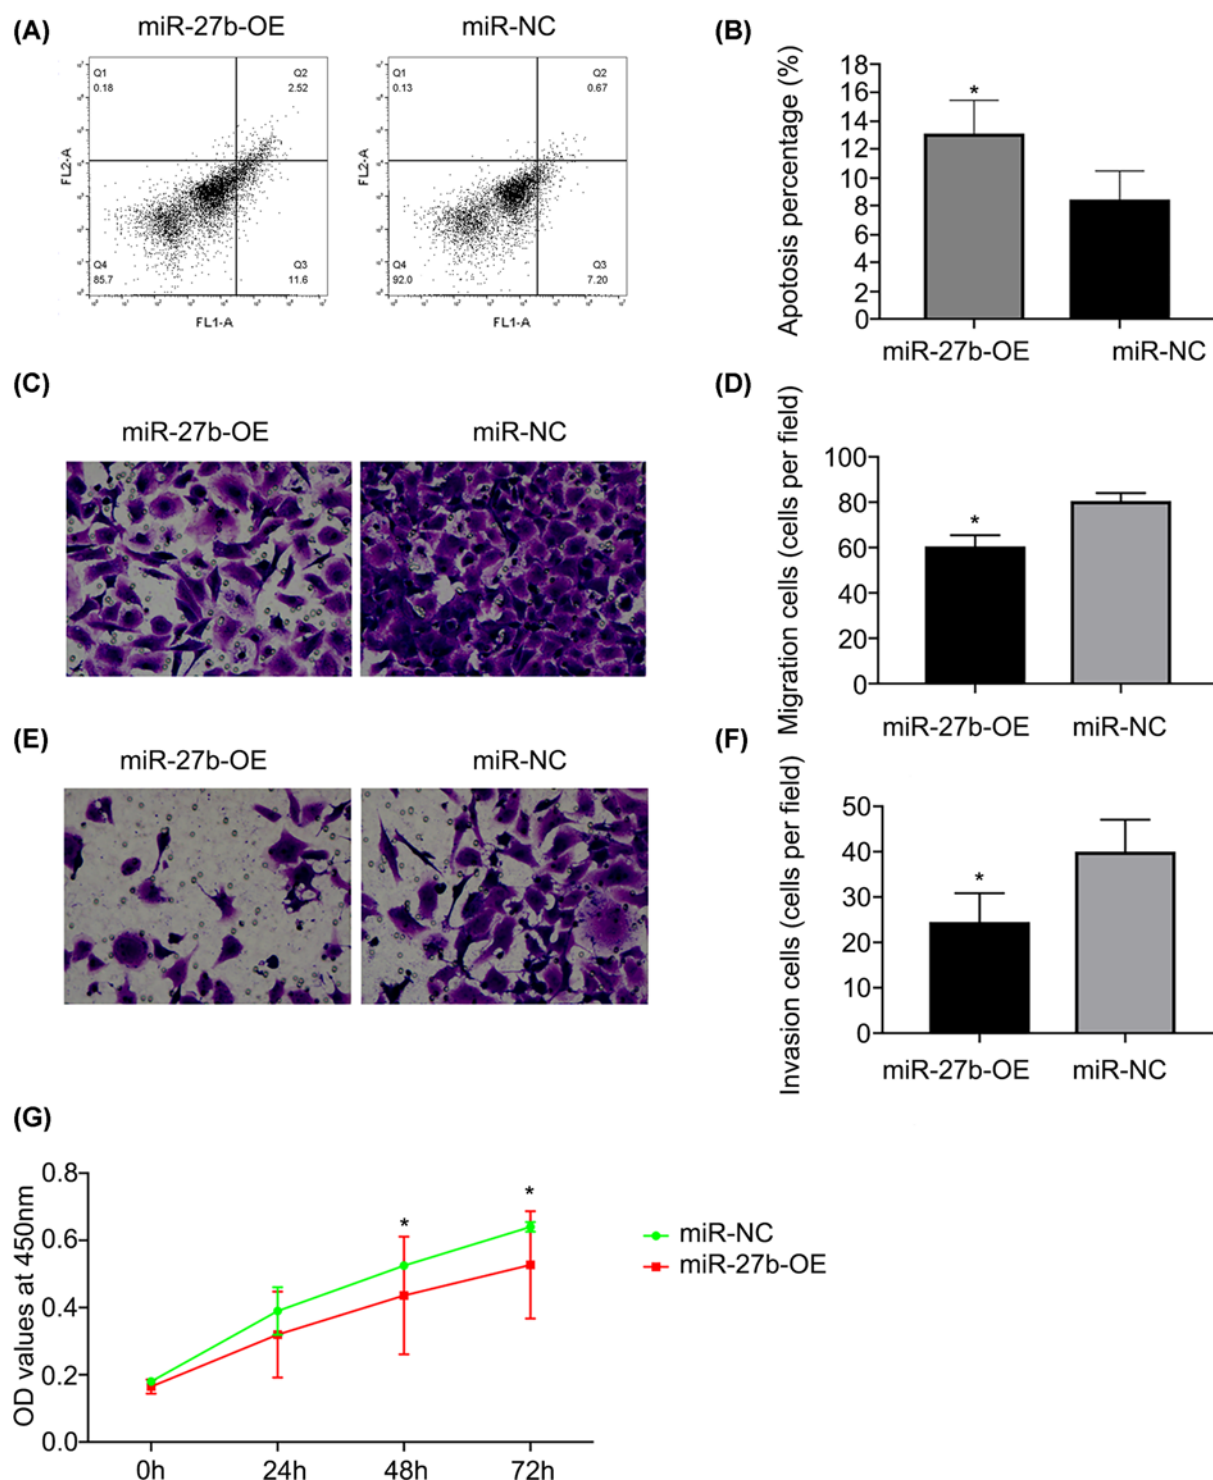 (A)
miR-27b-OE
miR-NC
Q1
0.18
Q2
2.52
Q4
85.7
Q3
11.6
FL2-A
FL1-A
Q1
0.13
Q2
0.67
Q4
92.0
Q3
7.20
FL2-A
FL1-A
(B)
Apotosis percentage (%)
18
16
14
12
10
8
6
4
2
0
miR-27b-OE
miR-NC
*
(C)
miR-27b-OE
miR-NC
(D)
Migration cells (cells per field)
100
80
60
40
20
0
*
miR-27b-OE
miR-NC
(E)
miR-27b-OE
miR-NC
(F)
Invasion cells (cells per field)
50
40
30
20
10
0
*
miR-27b-OE
miR-NC
(G)
OD values at 450nm
0.8
0.6
0.4
0.2
0.0
*
*
0h
24h
48h
72h
miR-NC
miR-27b-OE